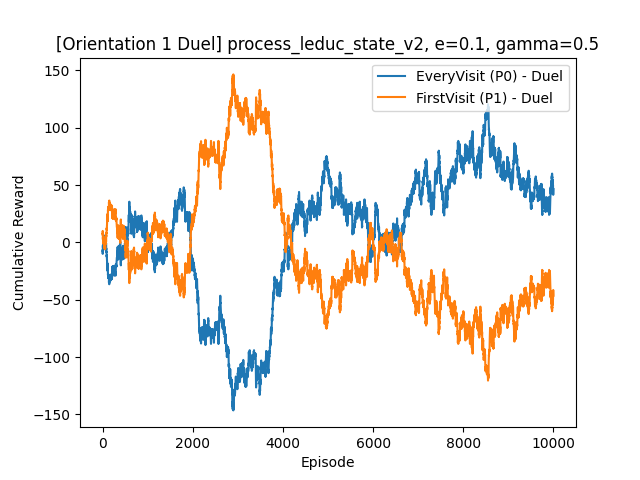 [Orientation 1 Duel] process_leduc_state_v2, e=0.1, gamma=0.5
EveryVisit (P0) - Duel
FirstVisit (P1) - Duel
Cumulative Reward
150
100
50
0
−50
−100
−150
0
2000
4000
6000
8000
10000
Episode